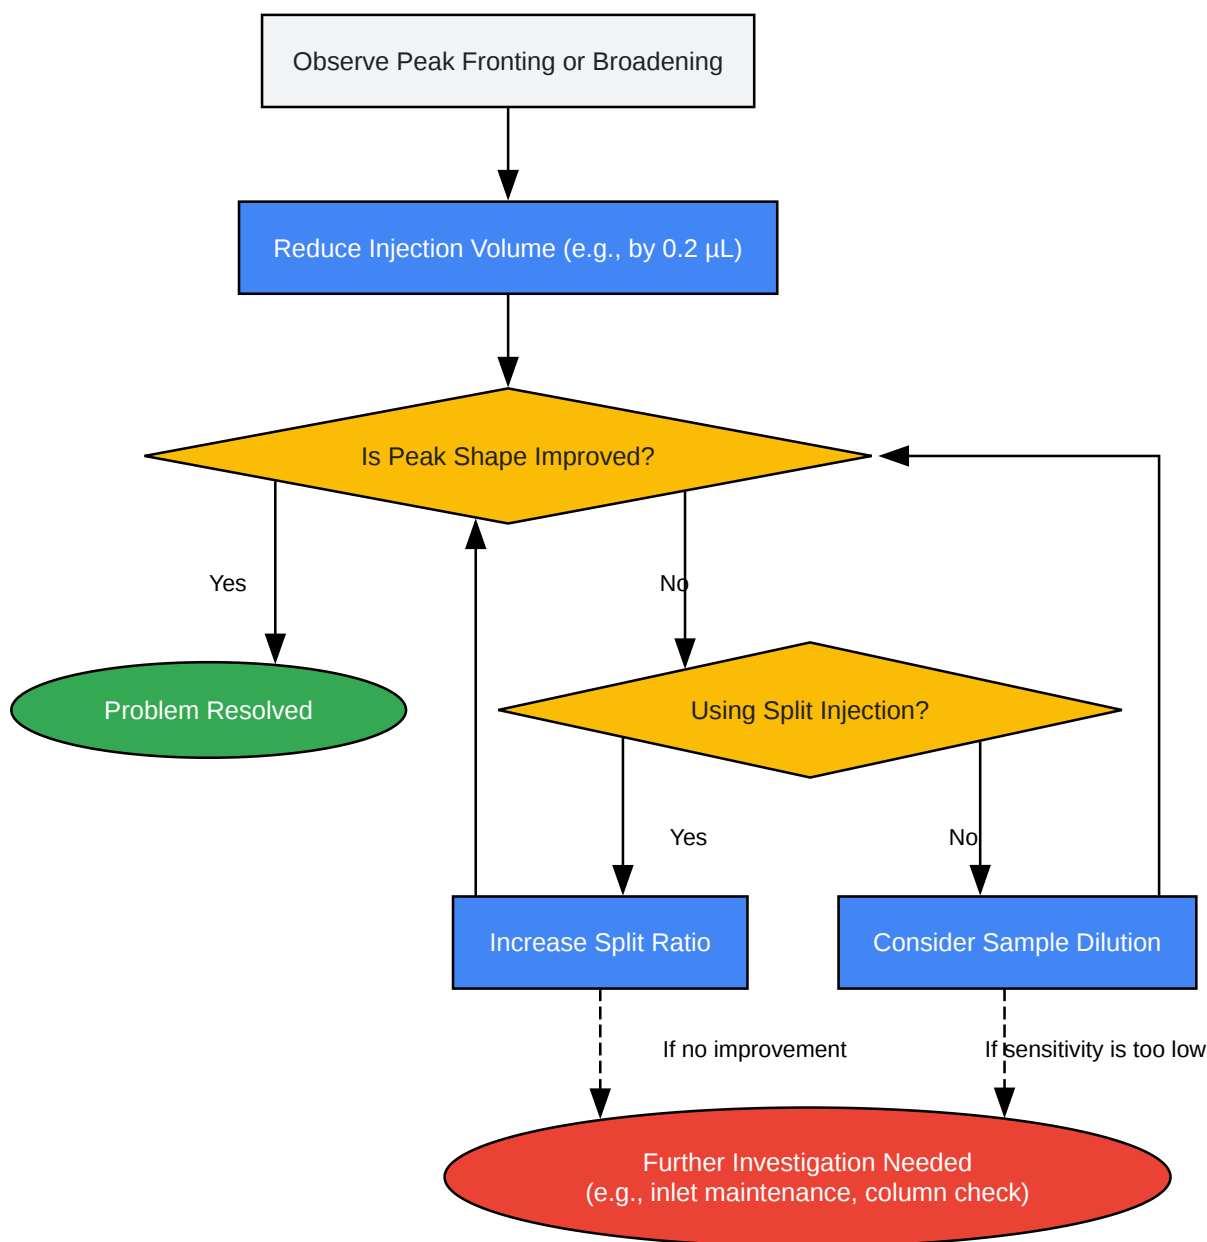 Observe Peak Fronting or Broadening
Reduce Injection Volume (e.g., by 0.2 µL)
Is Peak Shape Improved?
Yes
No
Problem Resolved
Using Split Injection?
Yes
No
Increase Split Ratio
Consider Sample Dilution
If no improvement
If sensitivity is too low
Further Investigation Needed
(e.g., inlet maintenance, column check)